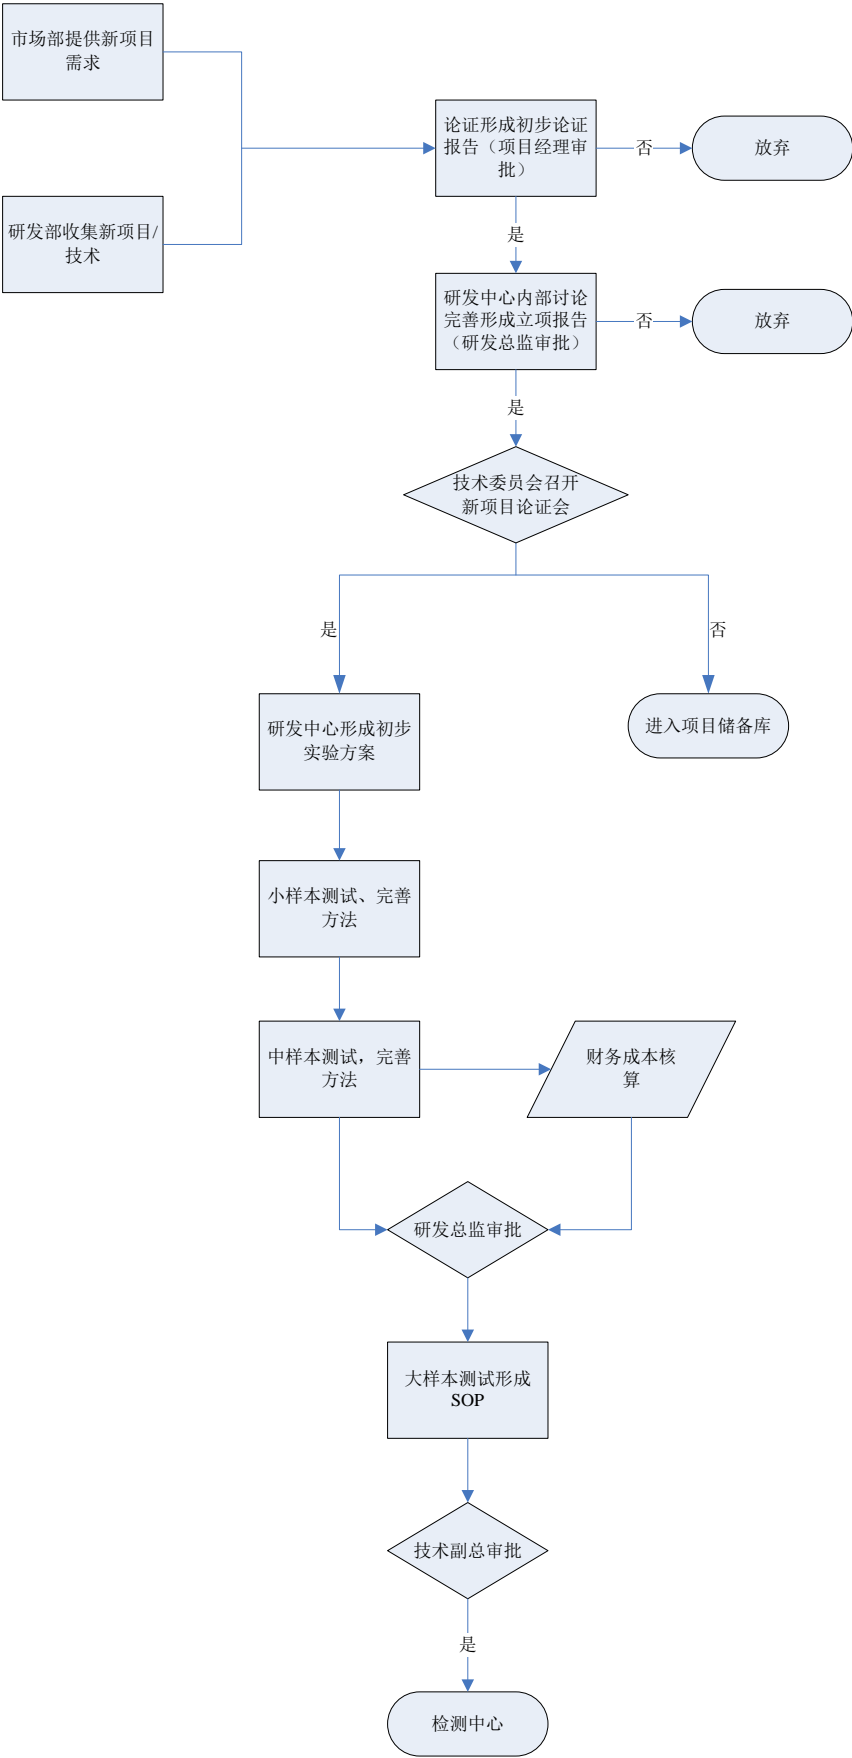 市场部提供新项目
需求
论证形成初步论证
报告（项目经理审
批）
否
放弃
研发部收集新项目/
技术
是
研发中心内部讨论
完善形成立项报告
（研发总监审批）
否
放弃
是
技术委员会召开
新项目论证会
是
否
研发中心形成初步
实验方案
进入项目储备库
小样本测试、完善
方法
中样本测试，完善
方法
财务成本核
算
研发总监审批
大样本测试形成
SOP
技术副总审批
是
检测中心